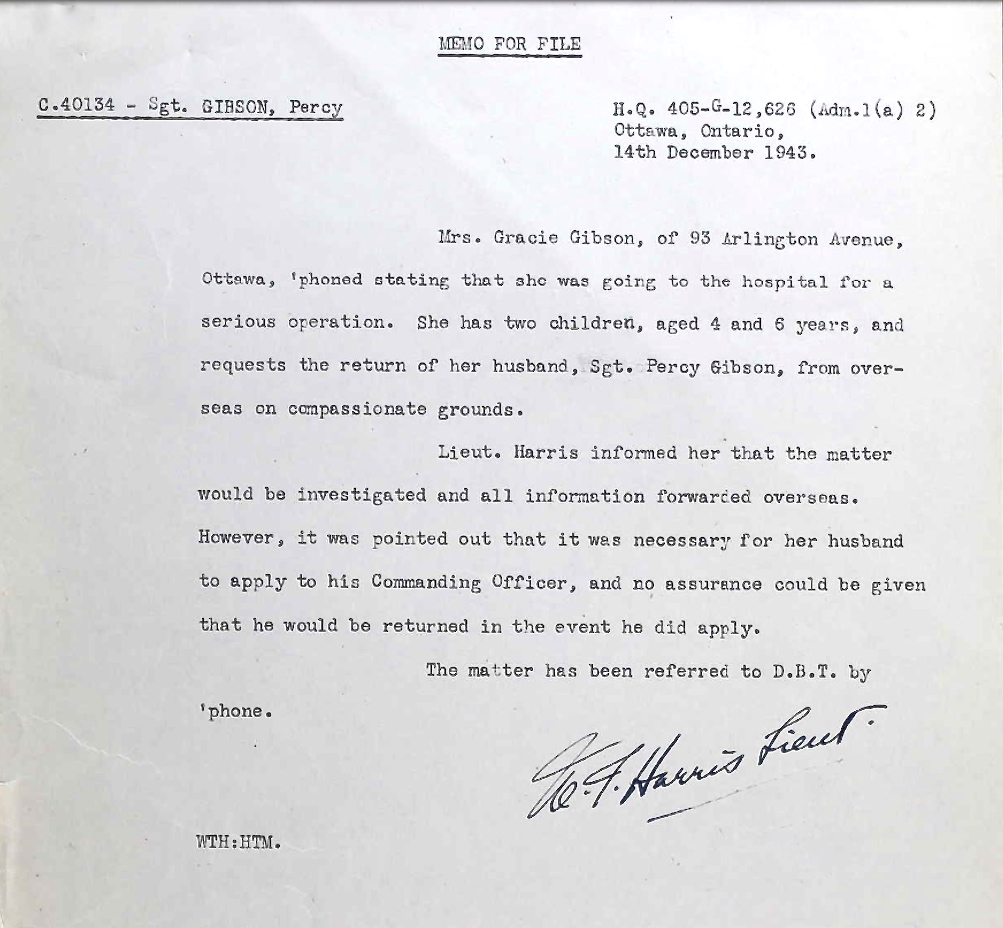 MEMO FOR FILE
C.40134 - Sgt. GIBSON, Percy
H.Q. 405-G-12,626 (Adm.1(a) 2)
Ottawa, Ontario,
14th December 1943.
Mrs. Gracie Gibson, of 93 Arlington Avenue,
Ottawa, 'phoned stating that she was going to the hospital for a
serious operation. She has two children, aged 4 and 6 years, and
requests the return of her husband, Sgt. Percy Gibson, from over-
seas on compassionate grounds.
Lieut. Harris informed her that the matter
would be investigated and all information forwarded overseas.
However, it was pointed out that it was necessary for her husband
to apply to his Commanding Officer, and no assurance could be given
that he would be returned in the event he did apply.
The matter has been referred to D.B.T. by
'phone.
W.T. Harris Lieut.
WTH:HTM.